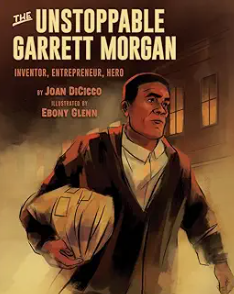 THE UNSTOPPABLE
GARRETT MORGAN
INVENTOR, ENTREPRENEUR, HERO
BY JOAN DICICCO
ILLUSTRATED BY
EBONY GLENN